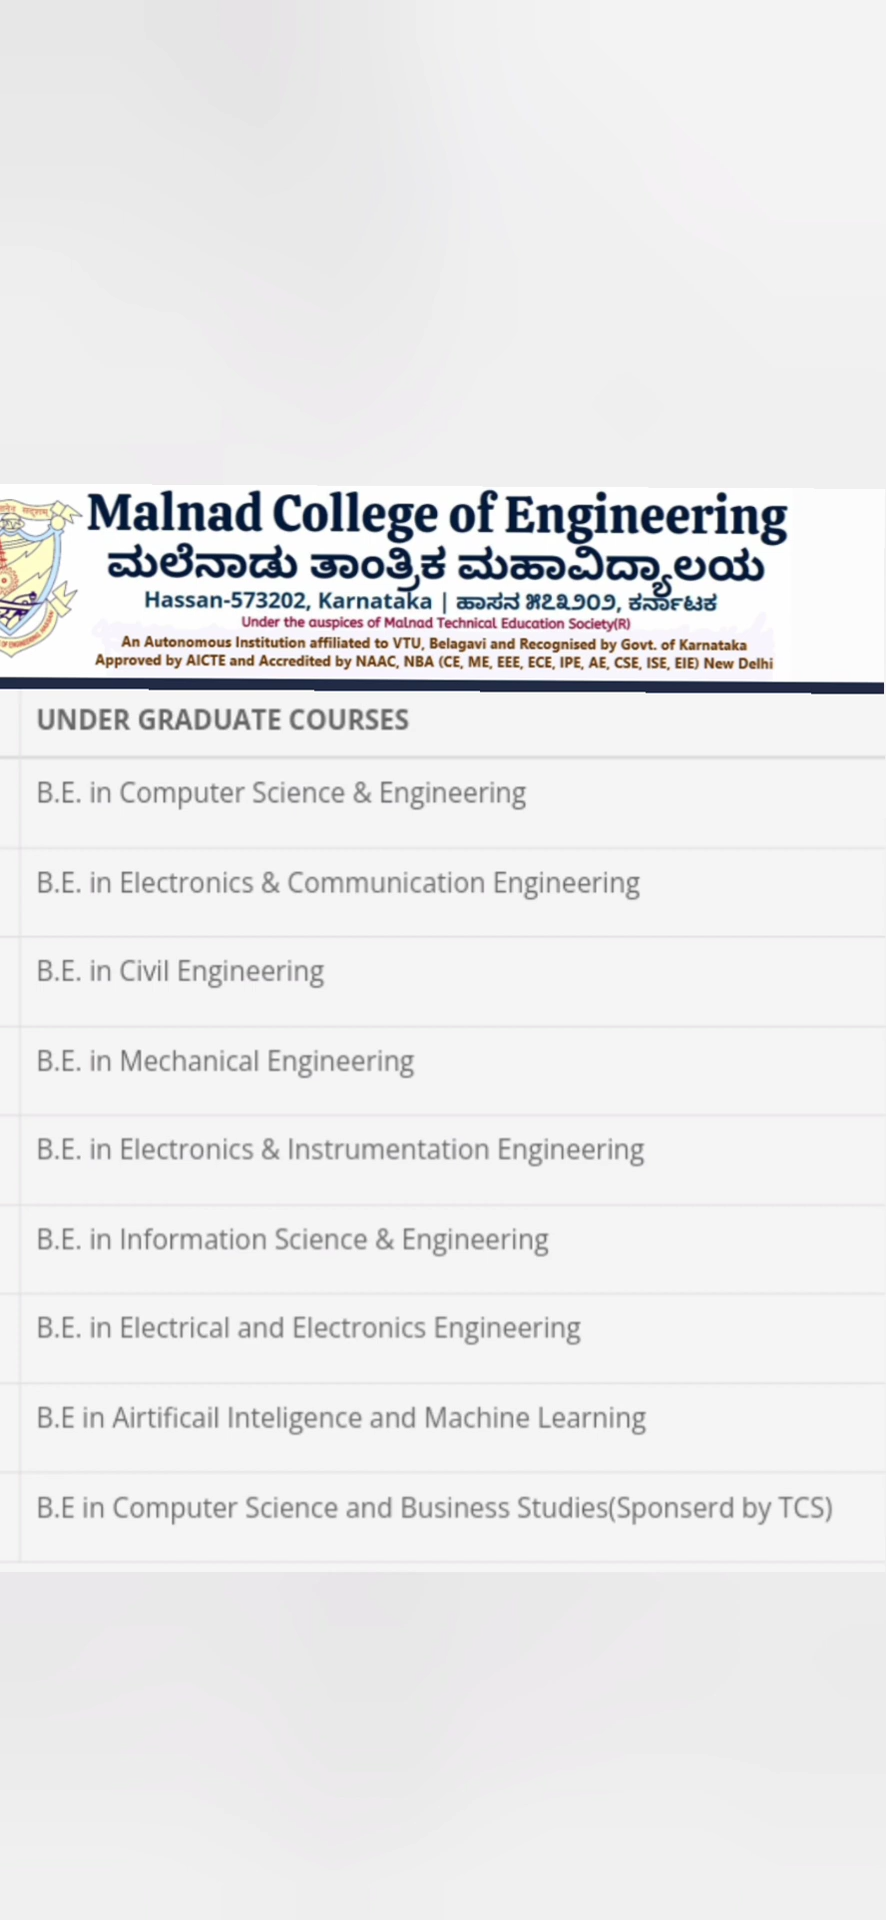 Malnad College of Engineering
ಮಲೆನಾಡು ತಾಂತ್ರಿಕ ಮಹಾವಿದ್ಯಾಲಯ
Hassan-573202, Karnataka | ಹಾಸನ ೫೭೩೨೦೨, ಕರ್ನಾಟಕ
Under the auspices of Malnad Technical Education Society(R)
An Autonomous Institution affiliated to VTU, Belagavi and Recognised by Govt. of Karnataka
Approved by AICTE and Accredited by NAAC, NBA (CE, ME, EEE, ECE, IPE, AE, CSE, ISE, EIE) New Delhi
UNDER GRADUATE COURSES
B.E. in Computer Science & Engineering
B.E. in Electronics & Communication Engineering
B.E. in Civil Engineering
B.E. in Mechanical Engineering
B.E. in Electronics & Instrumentation Engineering
B.E. in Information Science & Engineering
B.E. in Electrical and Electronics Engineering
B.E in Airtificail Inteligence and Machine Learning
B.E in Computer Science and Business Studies(Sponserd by TCS)